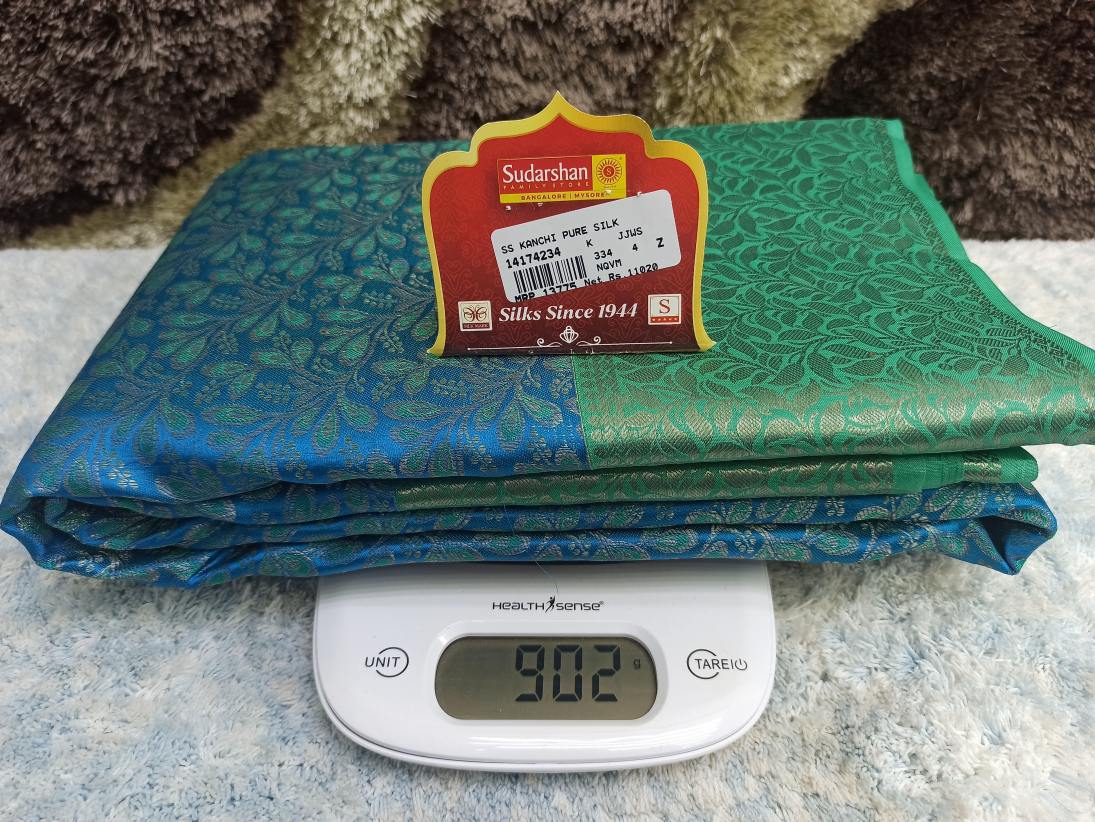 Sudarshan
FAMILY STORE
BANGALORE | MYSORE
SS KANCHI PURE SILK
14174234 K JJWS
334 4 Z
NQVM
MRP 13775 Net Rs.11020
SILK MARK
Silks Since 1944
S
HEALTH SENSE®
UNIT
902 g
TARE|